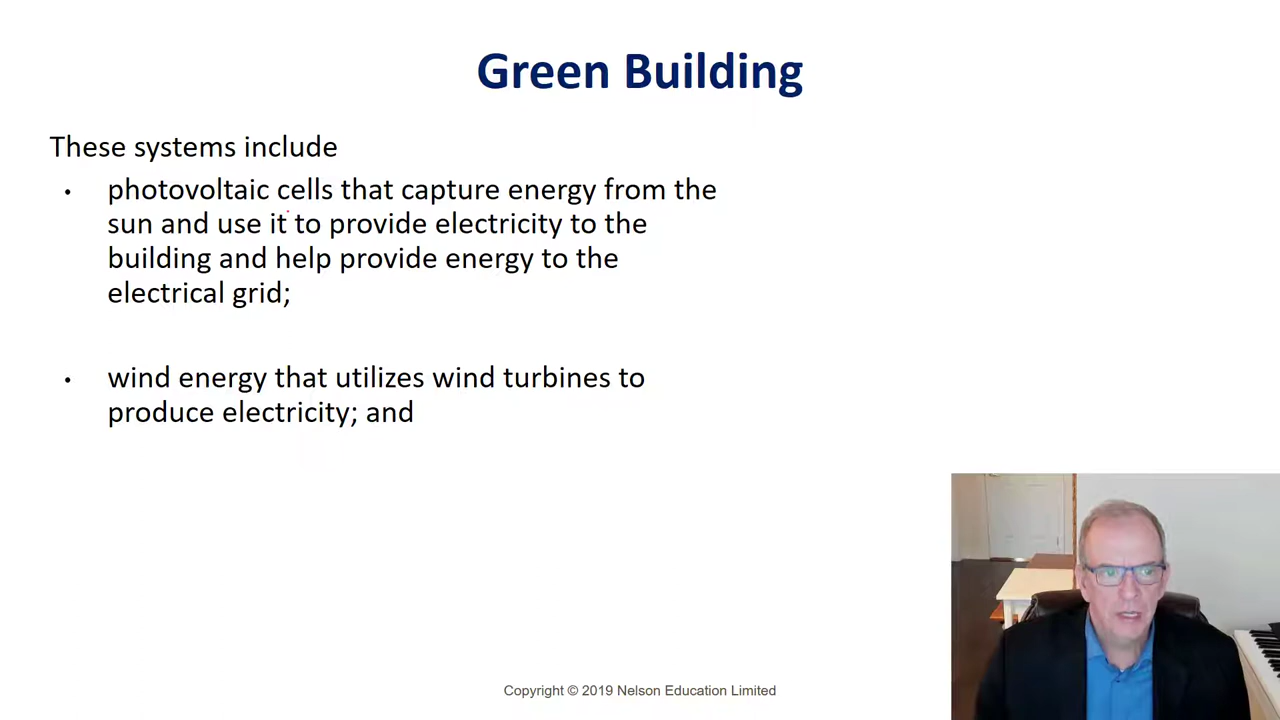 Green Building
These systems include
• photovoltaic cells that capture energy from the
sun and use it to provide electricity to the
building and help provide energy to the
electrical grid;
• wind energy that utilizes wind turbines to
produce electricity; and
Copyright © 2019 Nelson Education Limited